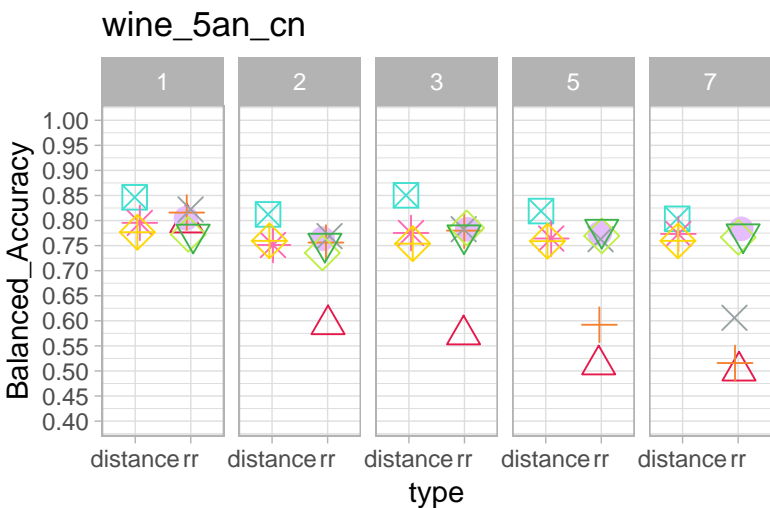 wine_5an_cn
1 2 3 5 7
Balanced_Accuracy
1.00
0.95
0.90
0.85
0.80
0.75
0.70
0.65
0.60
0.55
0.50
0.45
0.40
distance rr distance rr distance rr distance rr distance rr
type